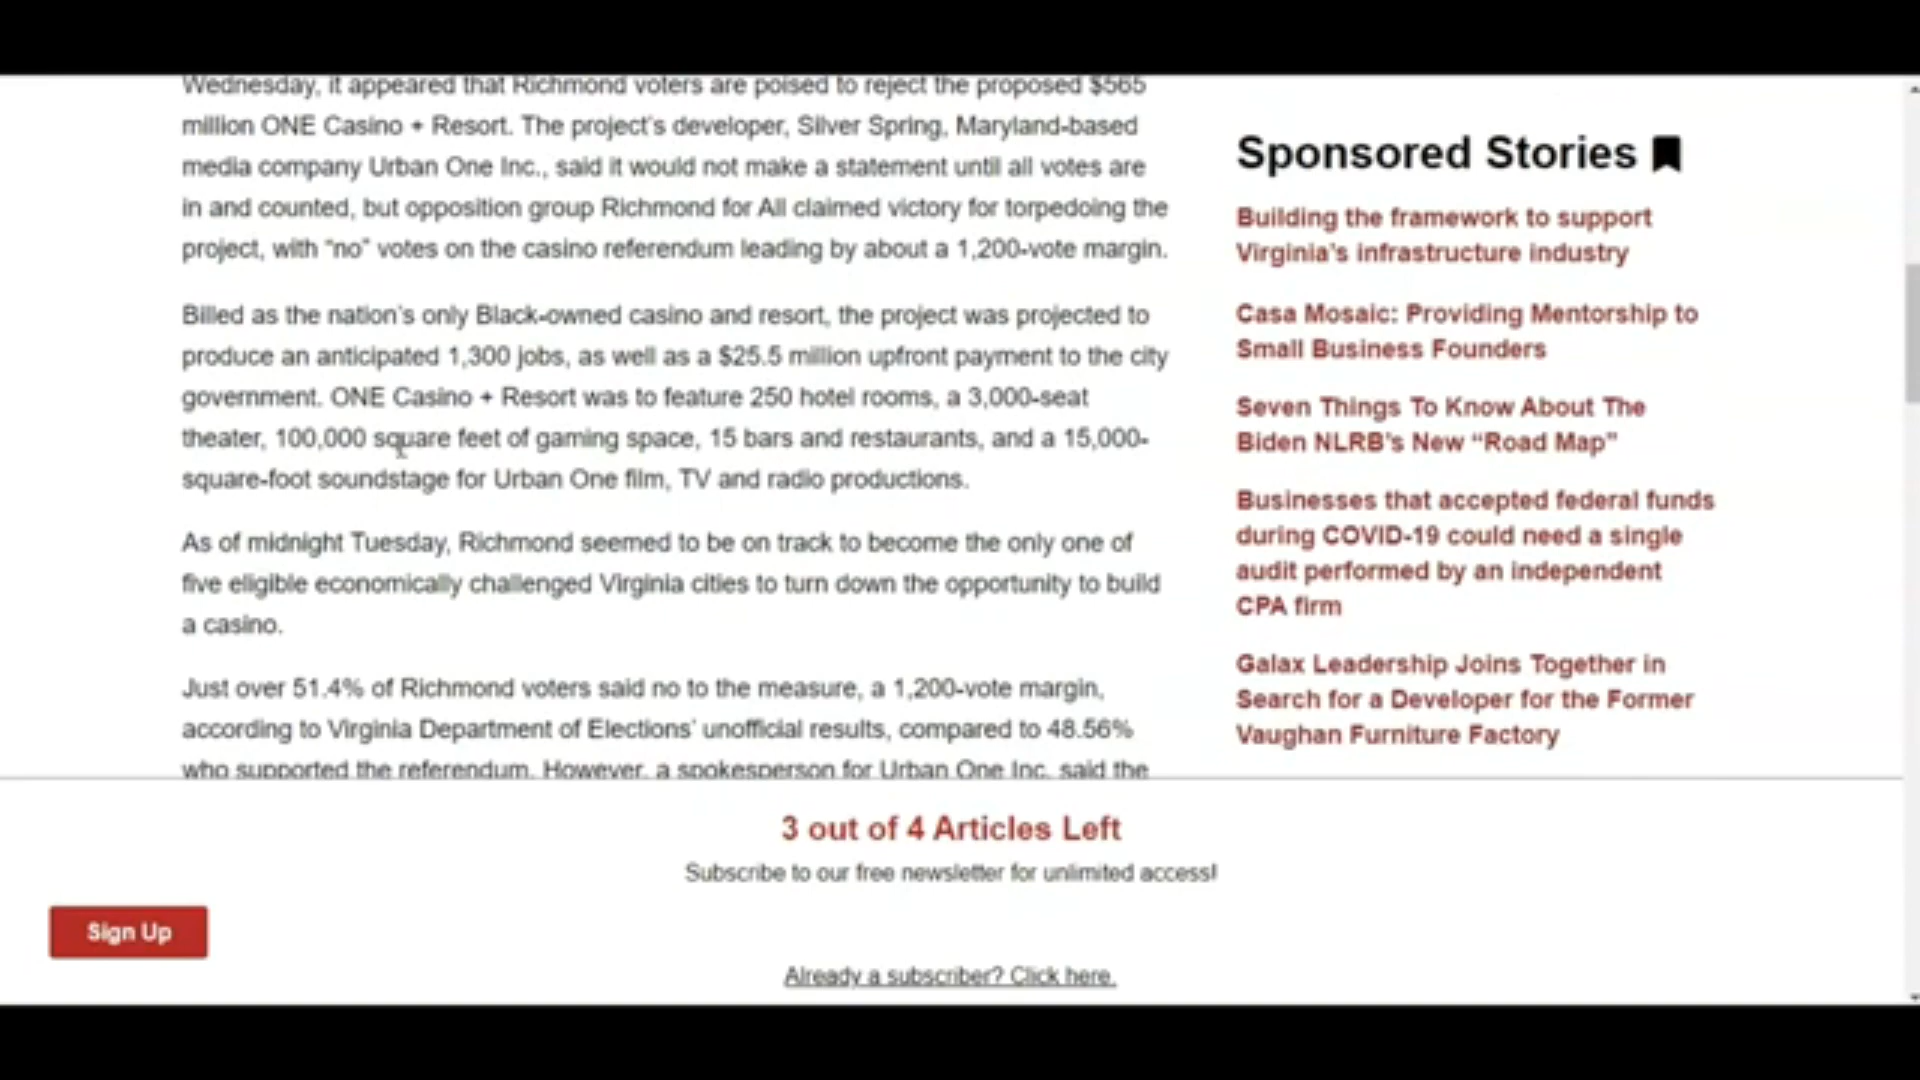 Wednesday, it appeared that Richmond voters are poised to reject the proposed $565
million ONE Casino + Resort. The project's developer, Silver Spring, Maryland-based
media company Urban One Inc., said it would not make a statement until all votes are
in and counted, but opposition group Richmond for All claimed victory for torpedoing the
project, with “no” votes on the casino referendum leading by about a 1,200-vote margin.
Billed as the nation's only Black-owned casino and resort, the project was projected to
produce an anticipated 1,300 jobs, as well as a $25.5 million upfront payment to the city
government. ONE Casino + Resort was to feature 250 hotel rooms, a 3,000-seat
theater, 100,000 square feet of gaming space, 15 bars and restaurants, and a 15,000-
square-foot soundstage for Urban One film, TV and radio productions.
As of midnight Tuesday, Richmond seemed to be on track to become the only one of
five eligible economically challenged Virginia cities to turn down the opportunity to build
a casino.
Just over 51.4% of Richmond voters said no to the measure, a 1,200-vote margin,
according to Virginia Department of Elections' unofficial results, compared to 48.56%
who supported the referendum. However, a spokesperson for Urban One Inc. said the
Sponsored Stories
Building the framework to support
Virginia's infrastructure industry
Casa Mosaic: Providing Mentorship to
Small Business Founders
Seven Things To Know About The
Biden NLRB's New “Road Map”
Businesses that accepted federal funds
during COVID-19 could need a single
audit performed by an independent
CPA firm
Galax Leadership Joins Together in
Search for a Developer for the Former
Vaughan Furniture Factory
3 out of 4 Articles Left
Subscribe to our free newsletter for unlimited access!
Sign Up
Already a subscriber? Click here.